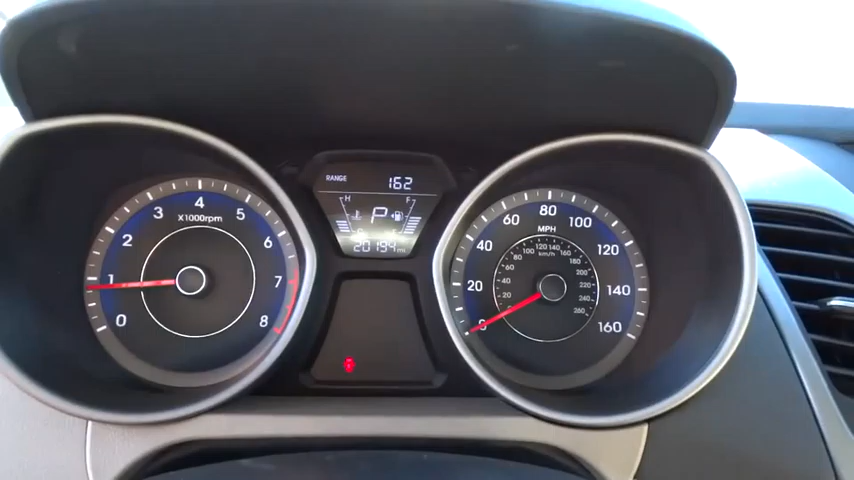 RANGE 162
H F
P
C E
20194 mi
0 1 2 3 4 5 6 7 8
X1000rpm
0 20 40 60 80 100 120 140 160
MPH
km/h
20 40 60 80 100 120 140 160 180 200 220 240 260